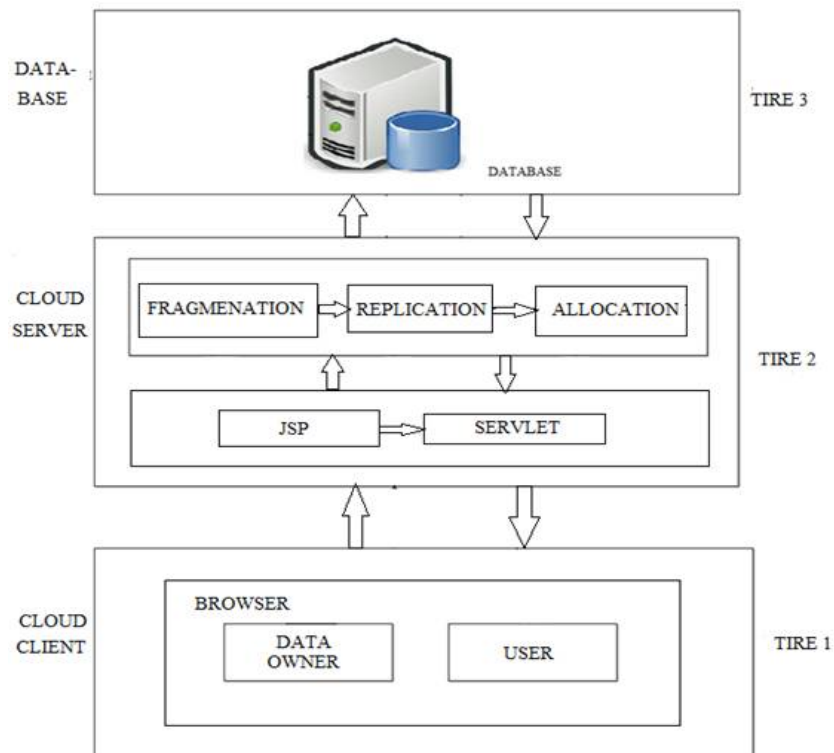 DATA-
BASE
TIRE 3
DATABASE
CLOUD
SERVER
FRAGMENATION
REPLICATION
ALLOCATION
TIRE 2
JSP
SERVLET
CLOUD
CLIENT
BROWSER
DATA
OWNER
USER
TIRE 1